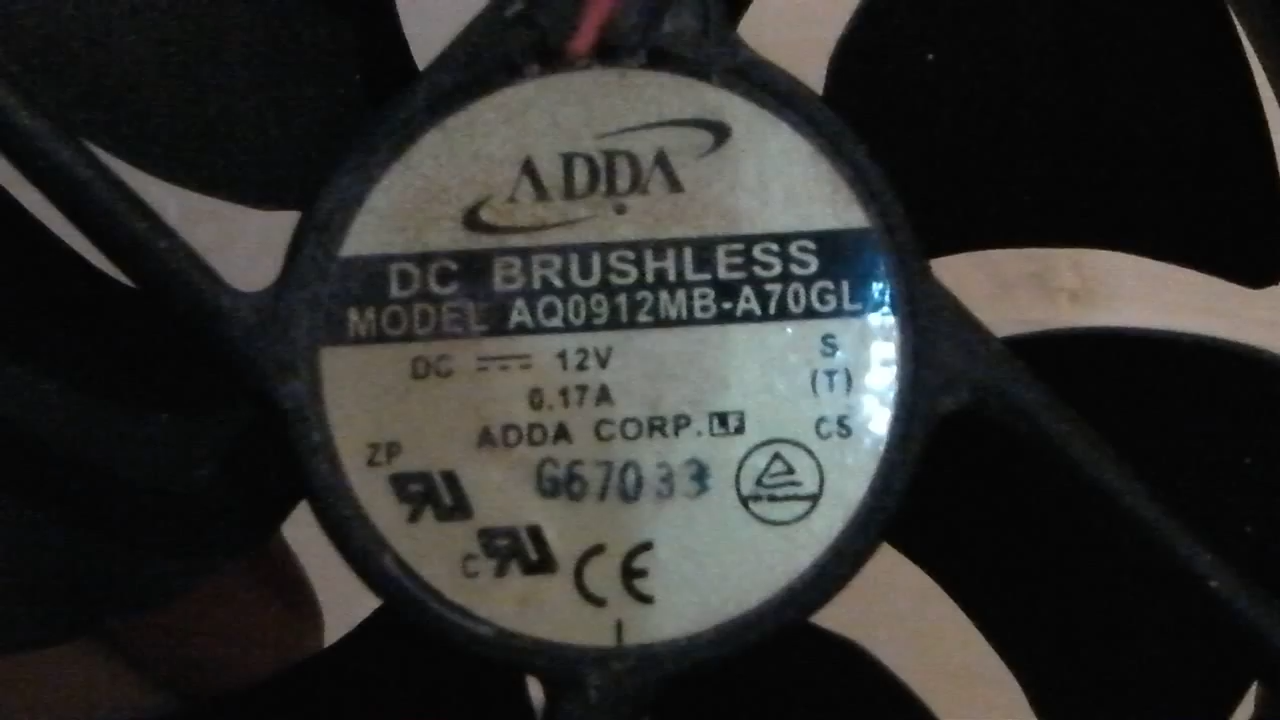 ADDA
DC BRUSHLESS
MODEL AQ0912MB-A70GL
DC 12V
S
0.17A
(T)
ADDA CORP. LF
CS
ZP
G67033
C
CE